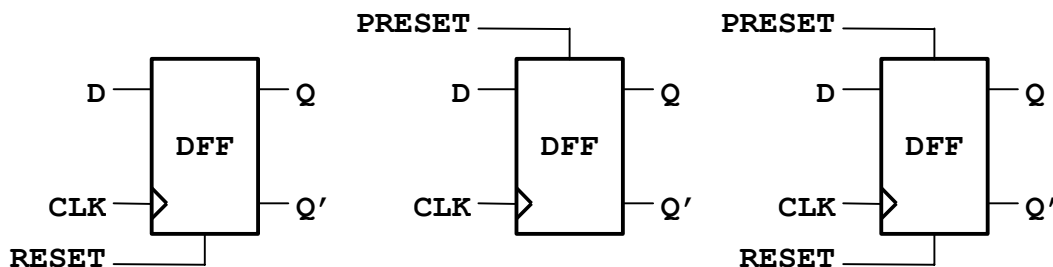 PRESET PRESET
D Q D Q D Q
DFF DFF DFF
CLK Q′ CLK Q′ CLK Q′
RESET RESET